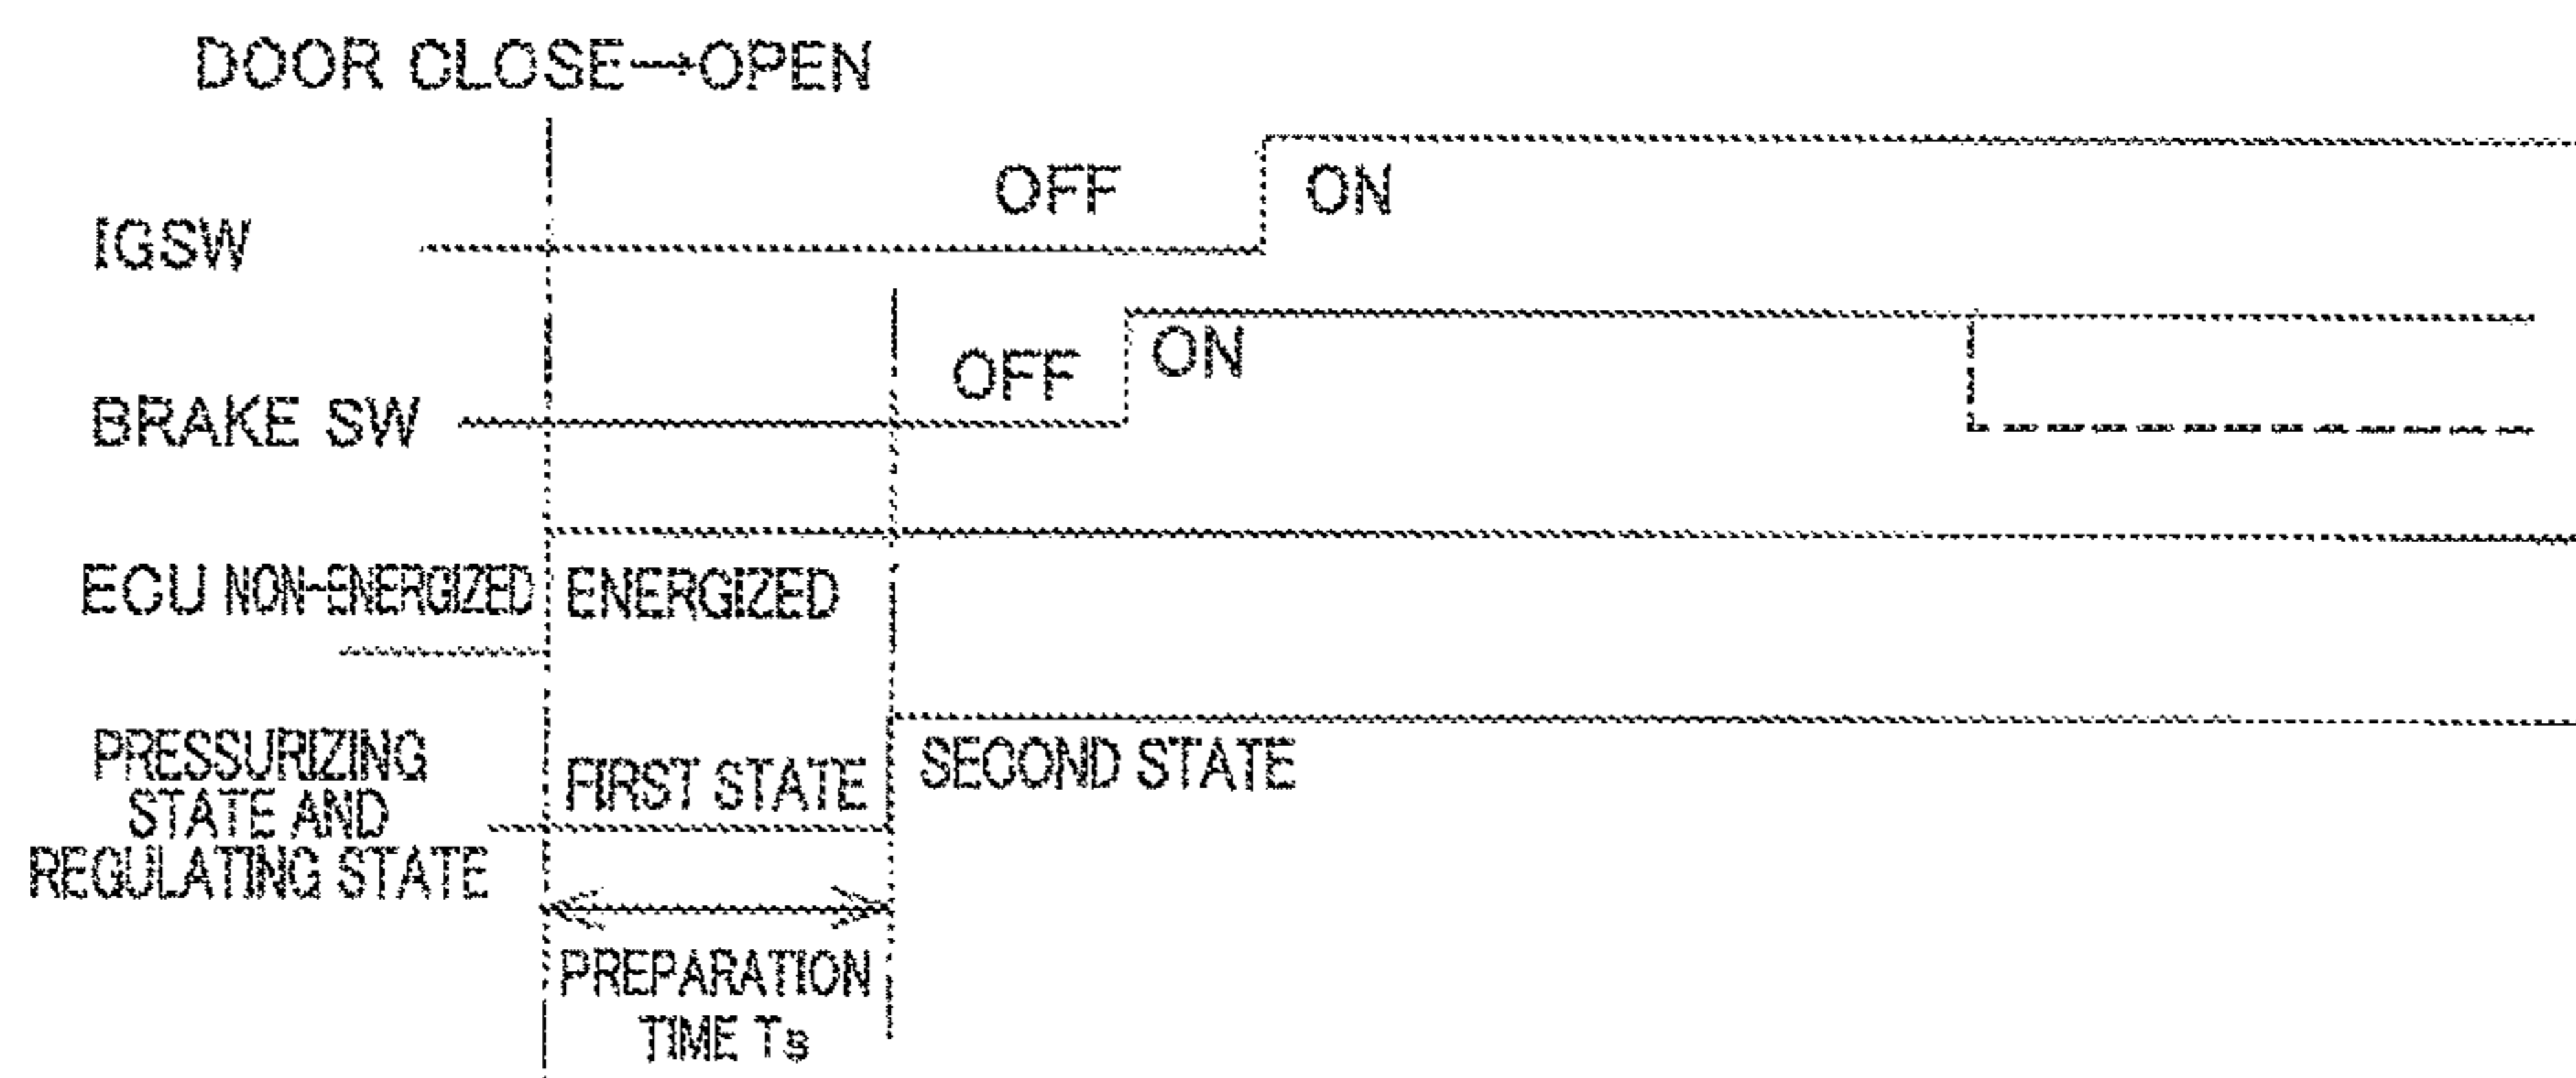 DOOR CLOSE→OPEN
OFF ON
IGSW
OFF ON
BRAKE SW
ECU NON-ENERGIZED ENERGIZED
PRESSURIZING
STATE AND
REGULATING STATE
FIRST STATE
SECOND STATE
PREPARATION
TIME Ts